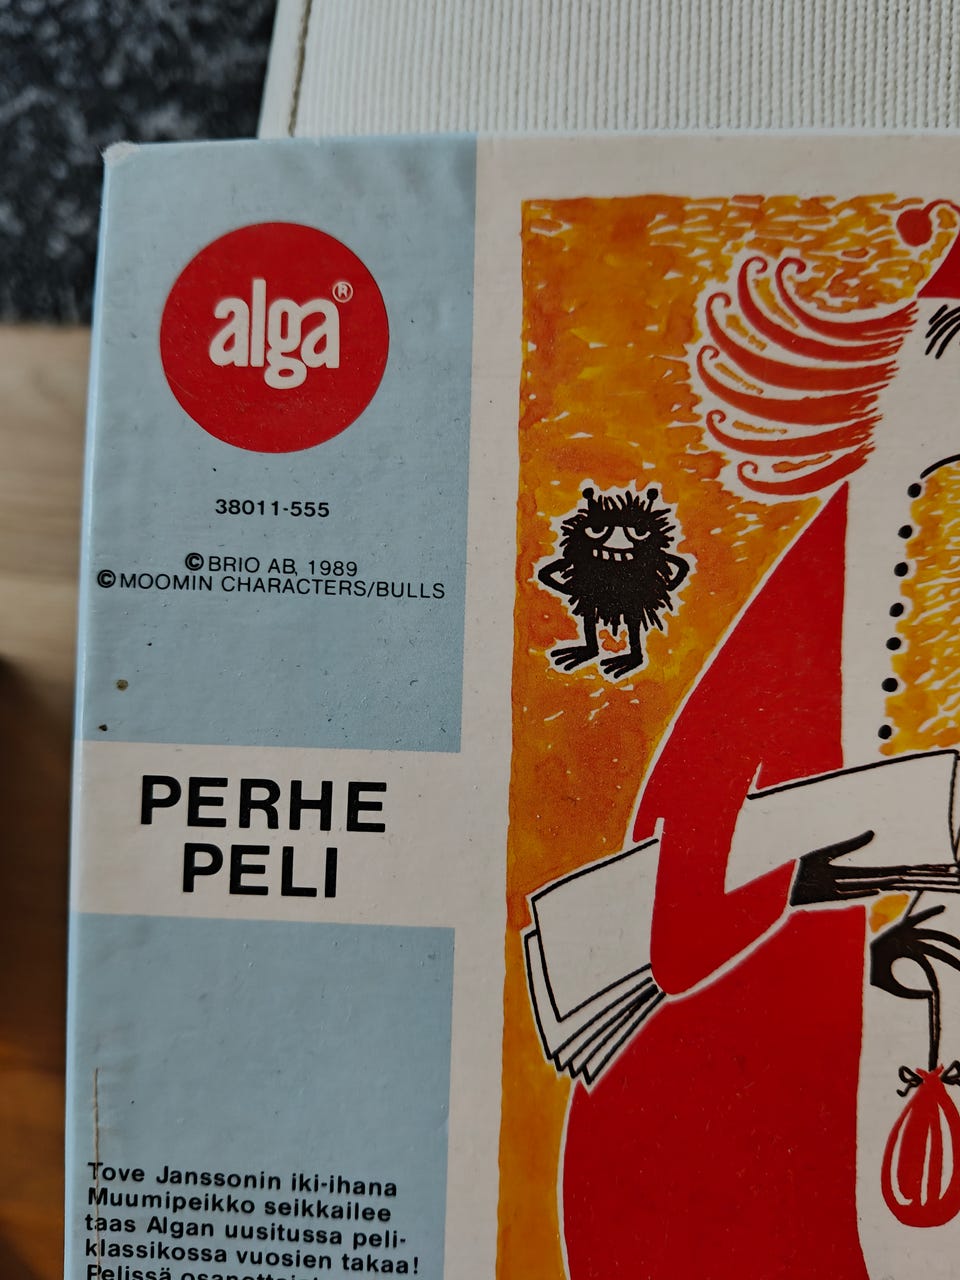 alga®
38011-555
©BRIO AB, 1989
©MOOMIN CHARACTERS/BULLS
PERHE
PELI
Tove Janssonin iki-ihana
Muumipeikko seikkailee
taas Algan uusitussa peli-
klassikossa vuosien takaa!
Pelissä